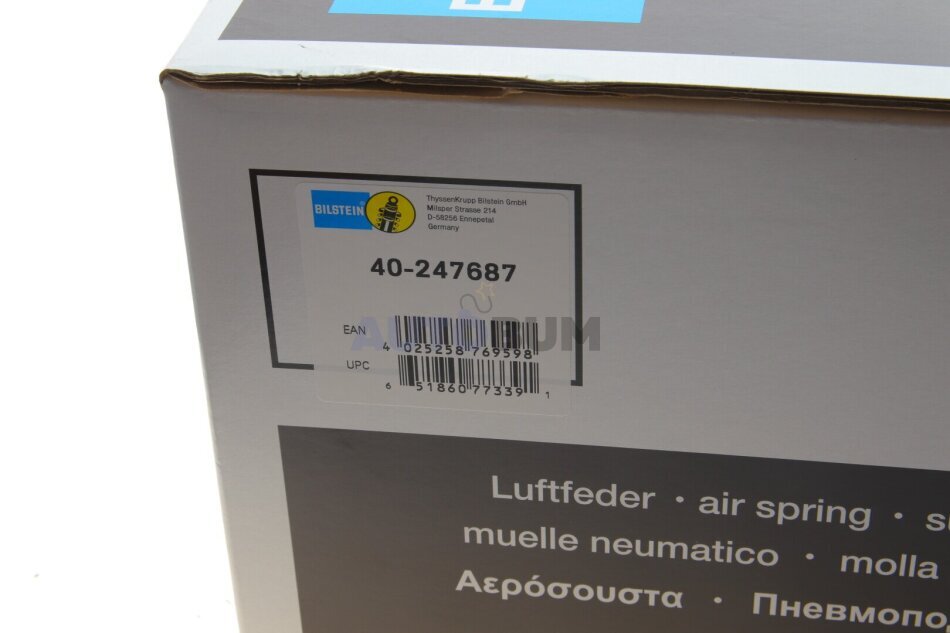 BILSTEIN
ThyssenKrupp Bilstein GmbH
Milsper Strasse 214
D-58256 Ennepetal
Germany
40-247687
AUTOBUM
EAN
4 025258 769598
UPC
6 51860 77339 1
Luftfeder · air spring ·
muelle neumatico · molla
Αερόσουστα ·